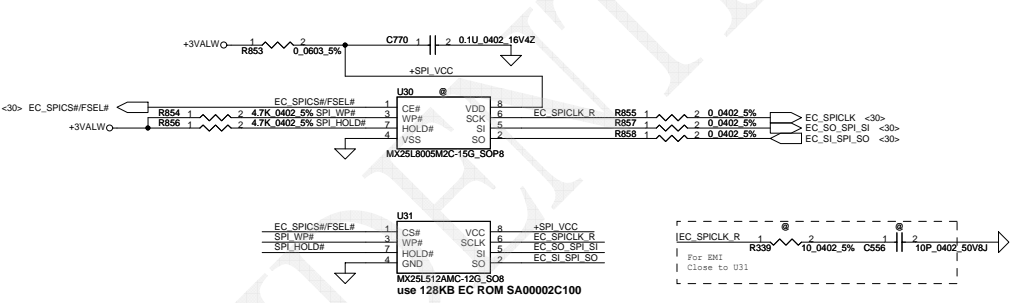 +3VALW
R853
1
2
0_0603_5%
C770
1
2
0.1U_0402_16V4Z
+SPI_VCC
U30 @
<30> EC_SPICS#/FSEL#
EC_SPICS#/FSEL# 1 CE# VDD 8
R854 1 2 4.7K_0402_5% SPI_WP# 3 WP# SCK 6 EC_SPICLK_R R855 1 2 0_0402_5% EC_SPICLK <30>
+3VALW R856 1 2 4.7K_0402_5% SPI_HOLD# 7 HOLD# SI 5 R857 1 2 0_0402_5% EC_SO_SPI_SI <30>
4 VSS SO 2 R858 1 2 0_0402_5% EC_SI_SPI_SO <30>
MX25L8005M2C-15G_SOP8
U31
EC_SPICS#/FSEL# 1 CS# VCC 8 +SPI_VCC
SPI_WP# 3 WP# SCLK 6 EC_SPICLK_R
SPI_HOLD# 7 HOLD# SI 5 EC_SO_SPI_SI
4 GND SO 2 EC_SI_SPI_SO
MX25L512AMC-12G_SO8
use 128KB EC ROM SA00002C100
@ @
EC_SPICLK_R 1 2 1 2
R339 10_0402_5% C556 10P_0402_50V8J
For EMI
Close to U31